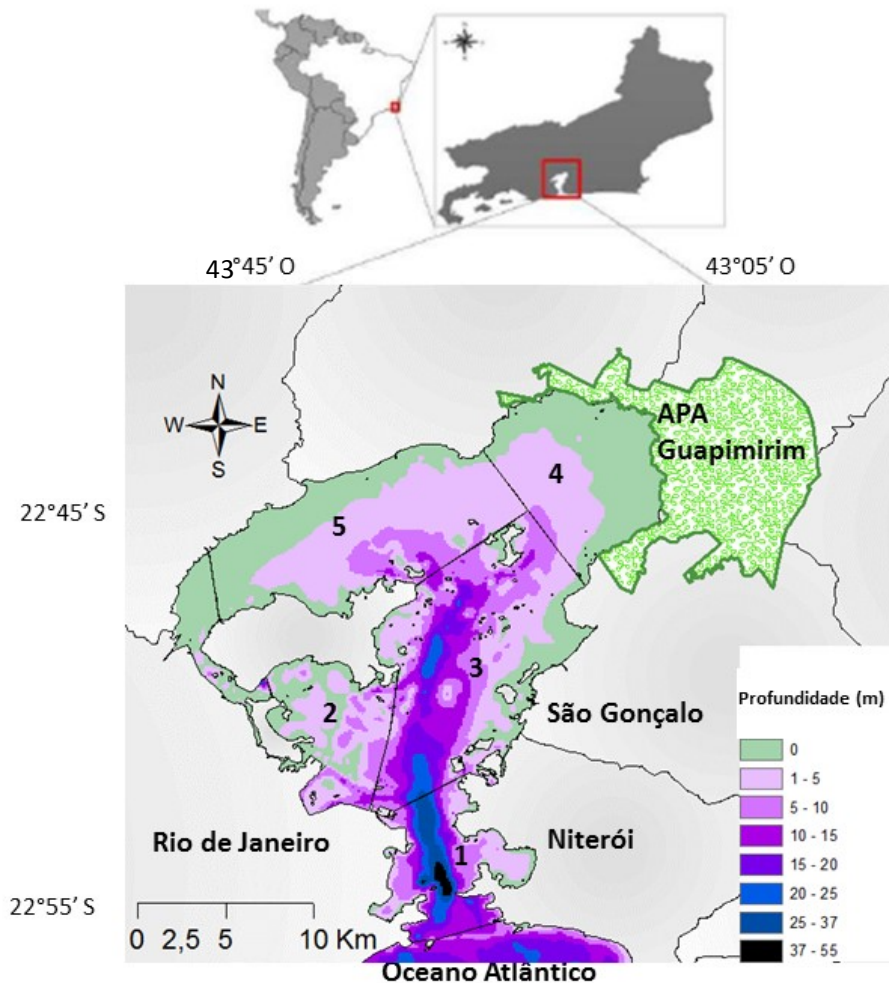 43°45’ O
43°05’ O
N
W E
S
APA
Guapimirim
4
22°45’ S
5
3
2
São Gonçalo
Profundidade (m)
0
1 - 5
5 - 10
10 - 15
15 - 20
20 - 25
25 - 37
37 - 55
Rio de Janeiro
Niterói
1
22°55’ S
0 2,5 5 10 Km
Oceano Atlântico